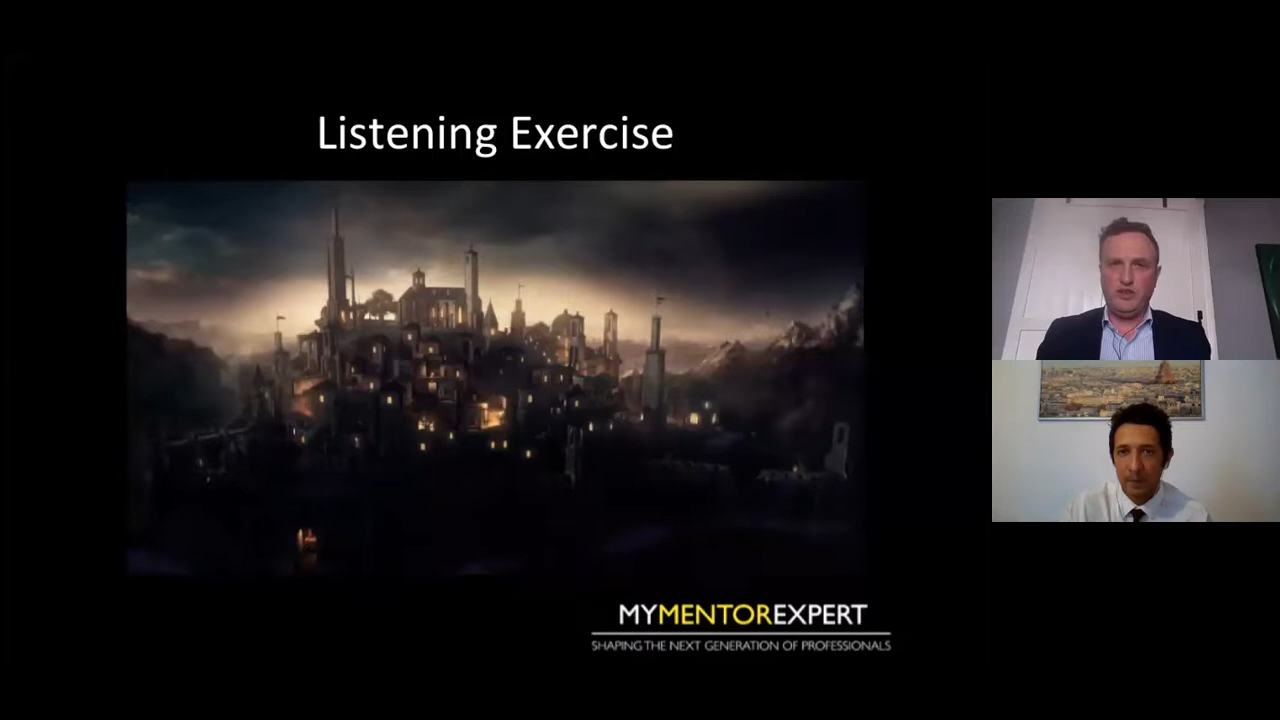 Listening Exercise
MYMENTOREXPERT
SHAPING THE NEXT GENERATION OF PROFESSIONALS